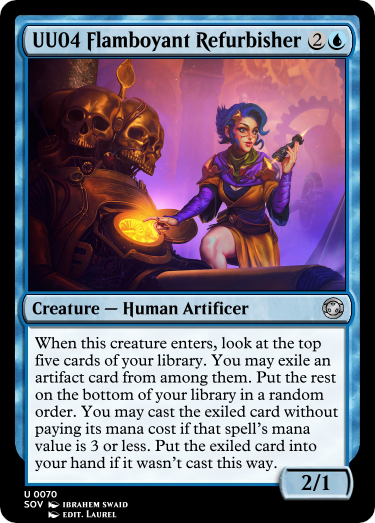 UU04 Flamboyant Refurbisher 2
Creature — Human Artificer
When this creature enters, look at the top
five cards of your library. You may exile an
artifact card from among them. Put the rest
on the bottom of your library in a random
order. You may cast the exiled card without
paying its mana cost if that spell's mana
value is 3 or less. Put the exiled card into
your hand if it wasn't cast this way.
2/1
U 0070
SOV IBRAHEM SWAID
EDIT. LAUREL